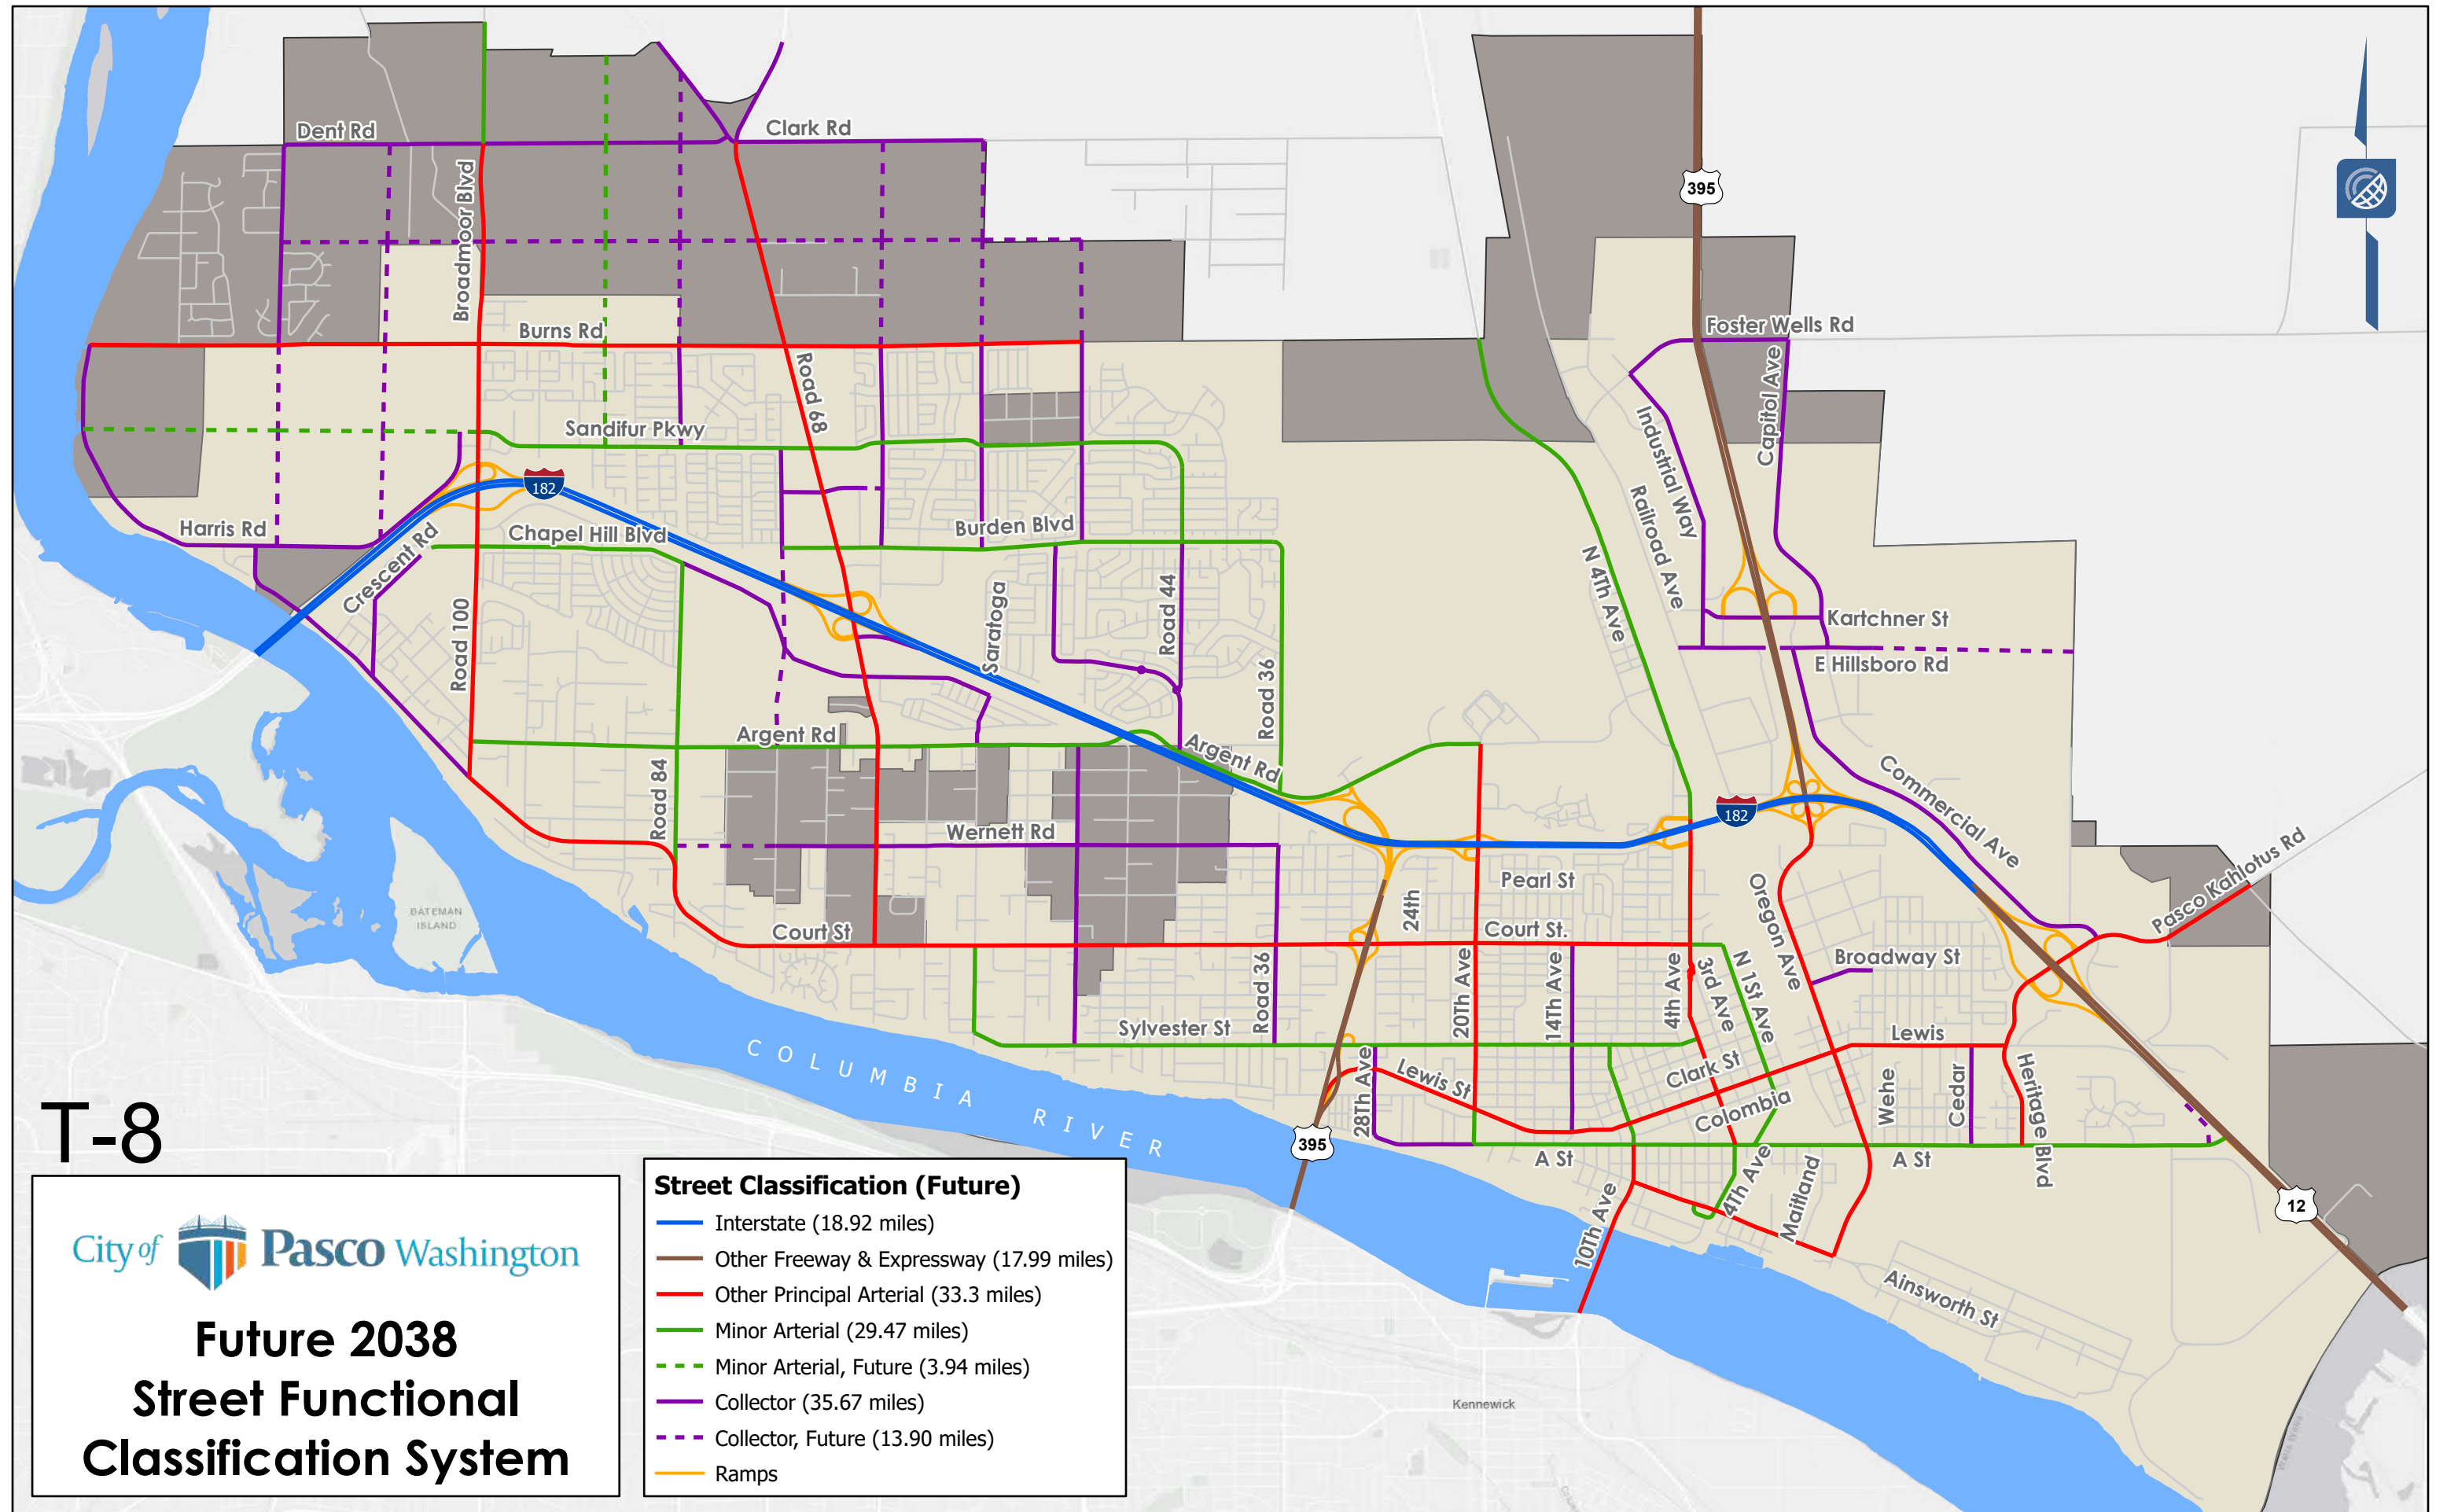 Dent Rd
Clark Rd
Broadmoor Blvd
395
Burns Rd
Foster Wells Rd
Road 68
Capitol Ave
Sandifur Pkwy
Industrial Way
182
Railroad Ave
Harris Rd
Chapel Hill Blvd
Burden Blvd
Crescent Rd
N 4Th Ave
Road 100
Saratoga
Road 44
Road 36
Kartchner St
E Hillsboro Rd
Argent Rd
Argent Rd
Road 84
Commercial Ave
182
Wernett Rd
Pearl St
Oregon Ave
Pasco Kahlotus Rd
BATEMAN
ISLAND
24th
Court St
Court St.
Broadway St
Road 36
20Th Ave
14Th Ave
4Th Ave
3rd Ave
N 1St Ave
Sylvester St
Lewis
COLUMBIA RIVER
28Th Ave
Lewis St
Clark St
Colombia
Wehe
Cedar
Heritage Blvd
395
A St
A St
4Th Ave
Maitland
10Th Ave
12
Ainsworth St
Kennewick
T-8
City of Pasco Washington
Future 2038
Street Functional
Classification System
Street Classification (Future)
Interstate (18.92 miles)
Other Freeway & Expressway (17.99 miles)
Other Principal Arterial (33.3 miles)
Minor Arterial (29.47 miles)
Minor Arterial, Future (3.94 miles)
Collector (35.67 miles)
Collector, Future (13.90 miles)
Ramps